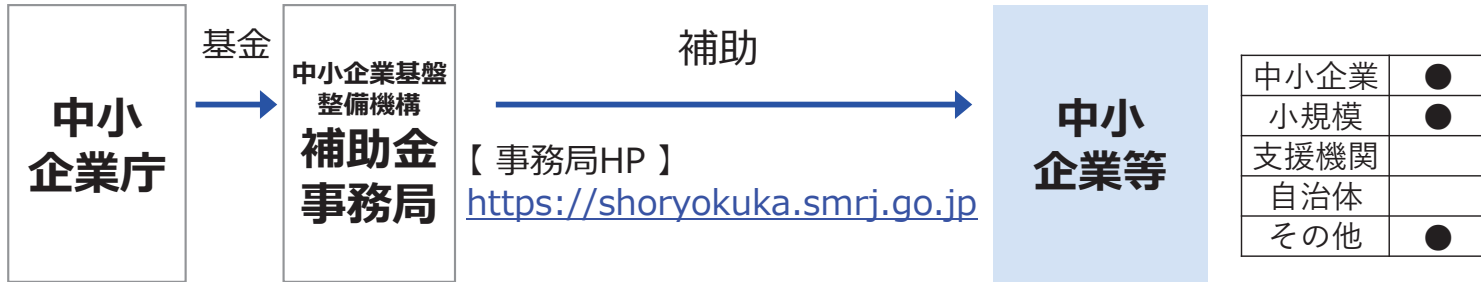 中小
企業庁
基金
中小企業基盤
整備機構
補助金
事務局
補助
【 事務局HP 】
https://shoryokuka.smrj.go.jp
中小
企業等
中小企業 ●
小規模 ●
支援機関
自治体
その他 ●